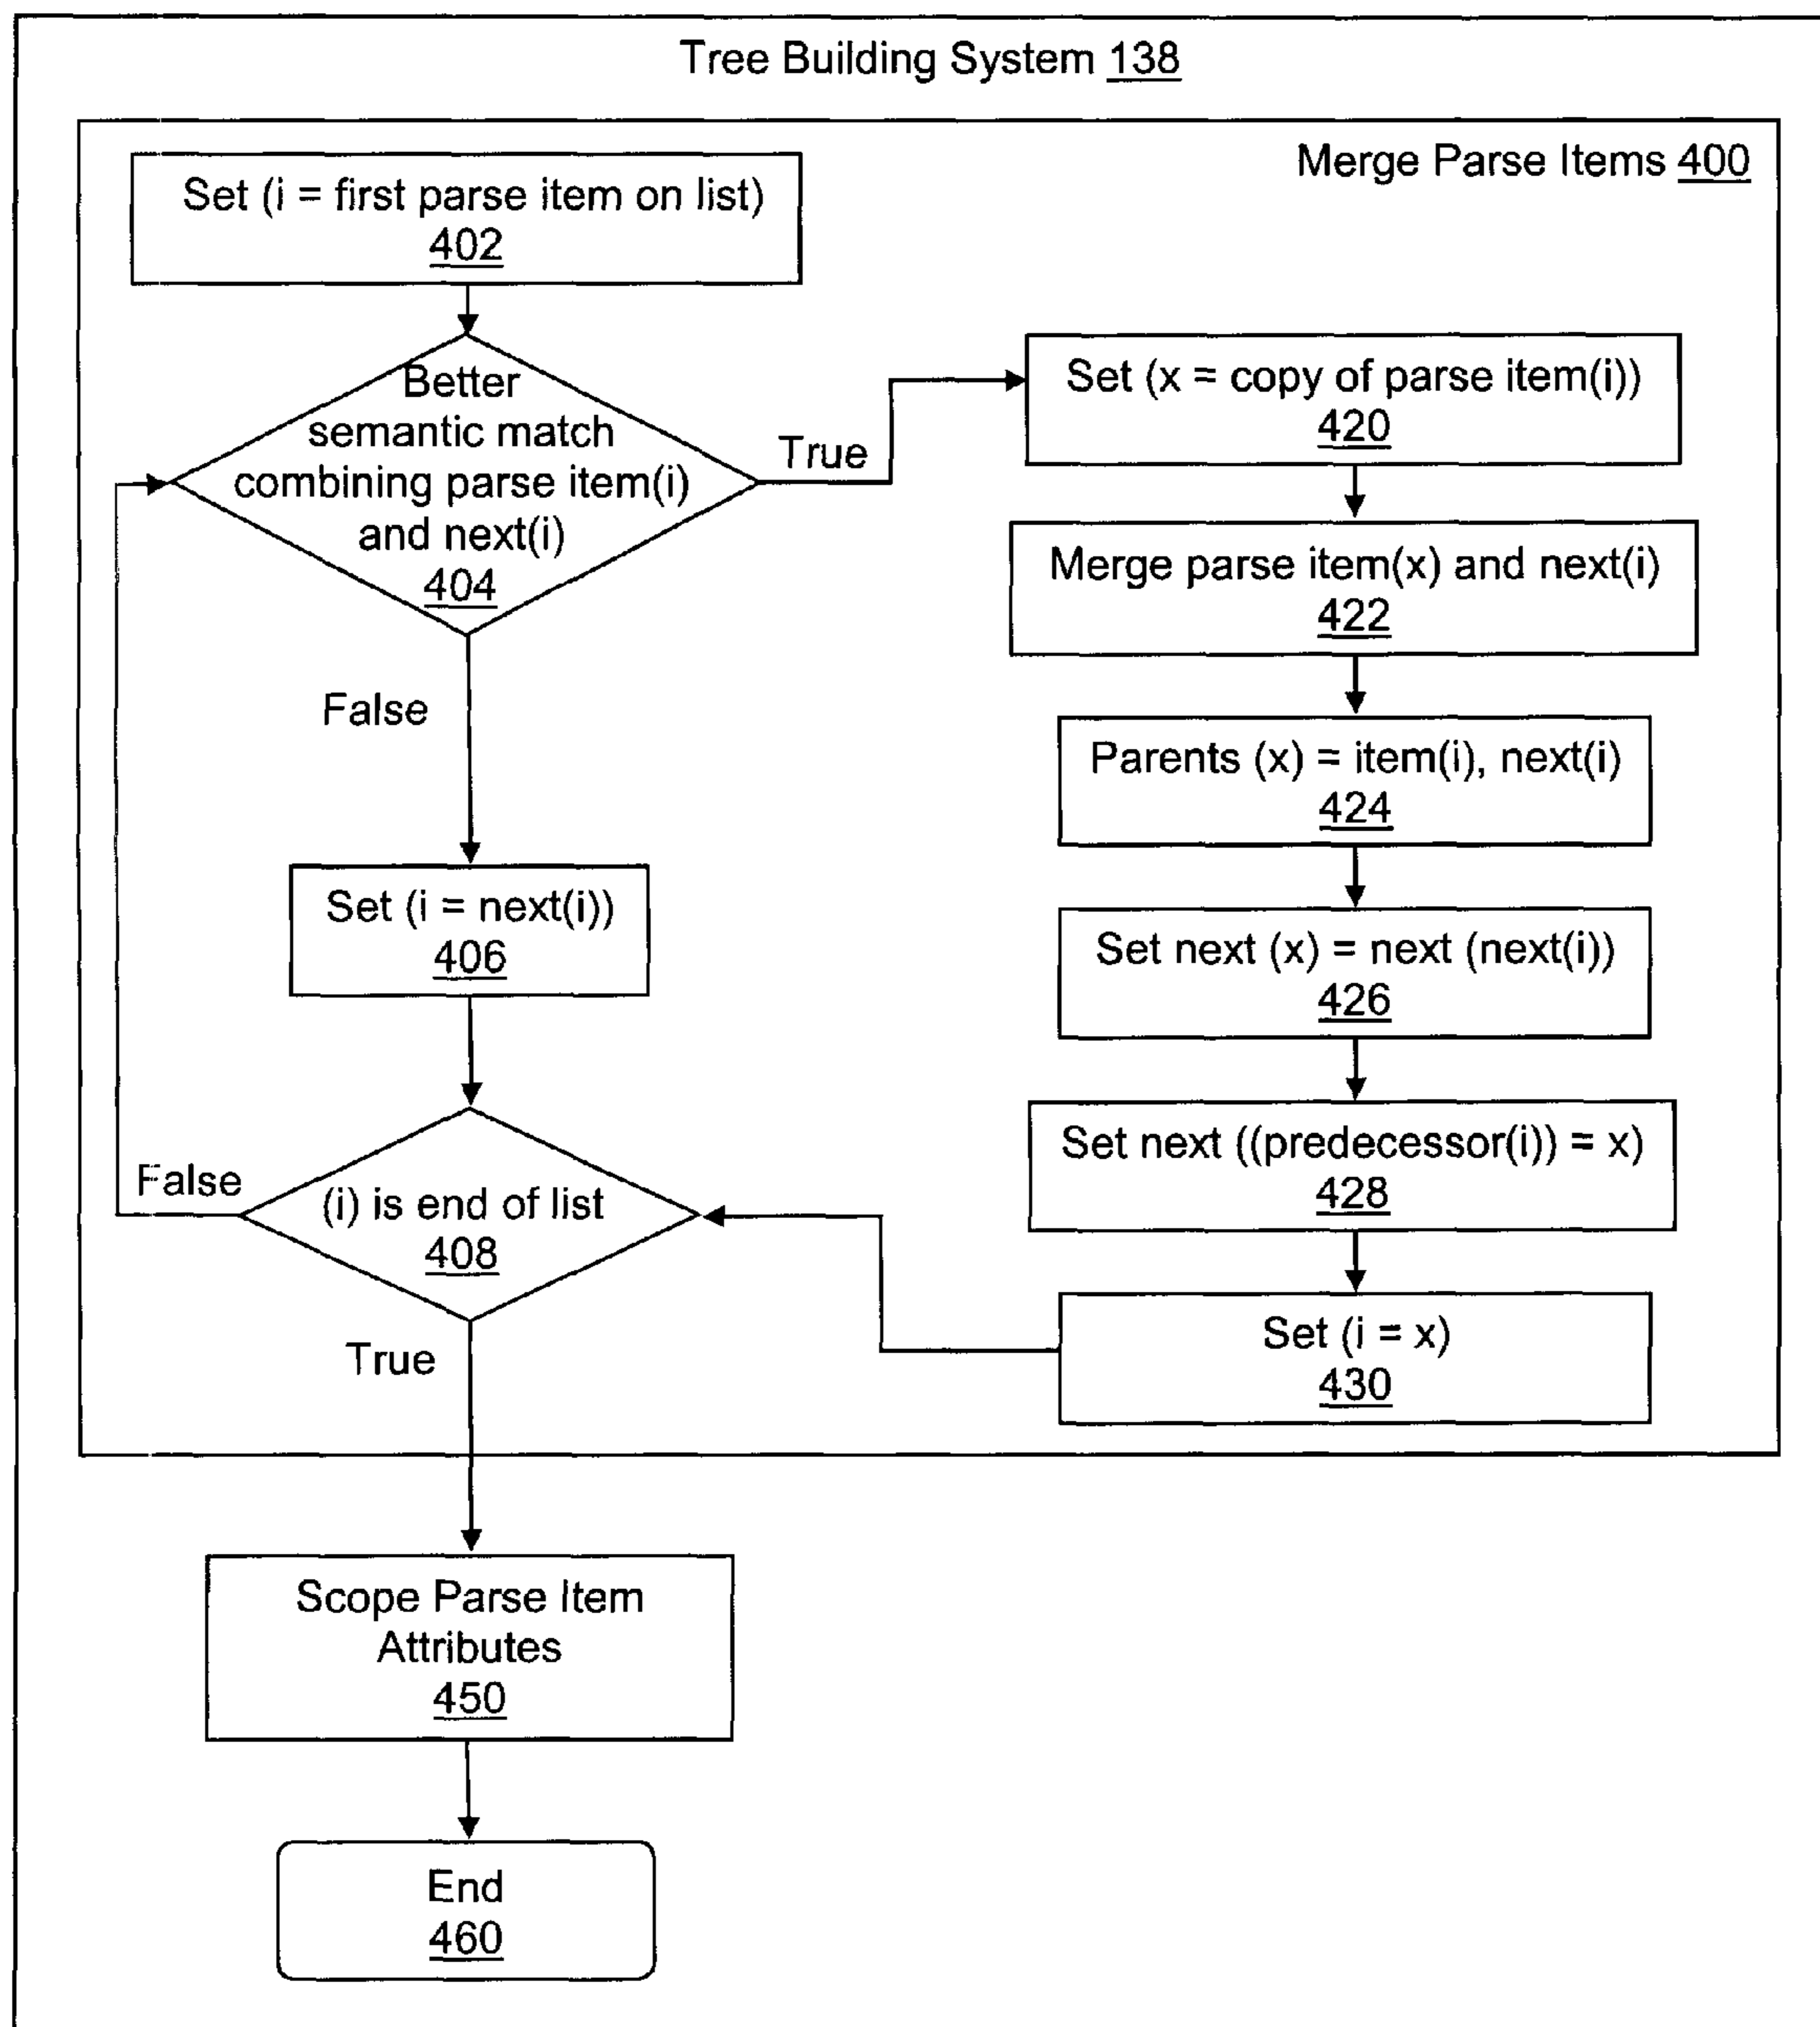 Tree Building System 138
Merge Parse Items 400
Set (i = first parse item on list)
402
Better
semantic match
combining parse item(i)
and next(i)
404
True
False
Set (x = copy of parse item(i))
420
Merge parse item(x) and next(i)
422
Parents (x) = item(i), next(i)
424
Set next (x) = next (next(i))
426
Set next ((predecessor(i)) = x)
428
Set (i = x)
430
Set (i = next(i))
406
(i) is end of list
408
False
True
Scope Parse Item
Attributes
450
End
460